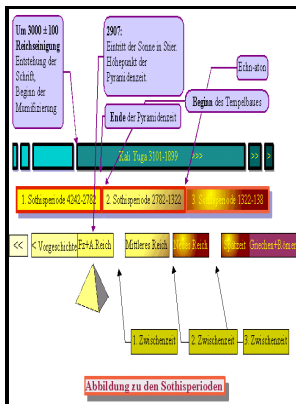 Um 3000 ± 100
Reichseinigung
Entstehung der
Schrift,
Beginn der
Mumifizierung
2907:
Eintritt der Sonne in Stier,
Höhepunkt der
Pyramidenzeit
Echn-aton
Beginn des Tempelbaues
Ende der Pyramidenzeit
Kali Yuga 3101-1899 >>> >> >
1. Sothisperiode 4242-2782 2. Sothisperiode 2782-1322 3. Sothisperiode 1322-138
<< < Vorgeschichte Fz+A.Reich Mittleres Reich Neues Reich Spätzeit Griechen+Römer
1. Zwischenzeit 2. Zwischenzeit 3. Zwischenzeit
Abbildung zu den Sothisperioden